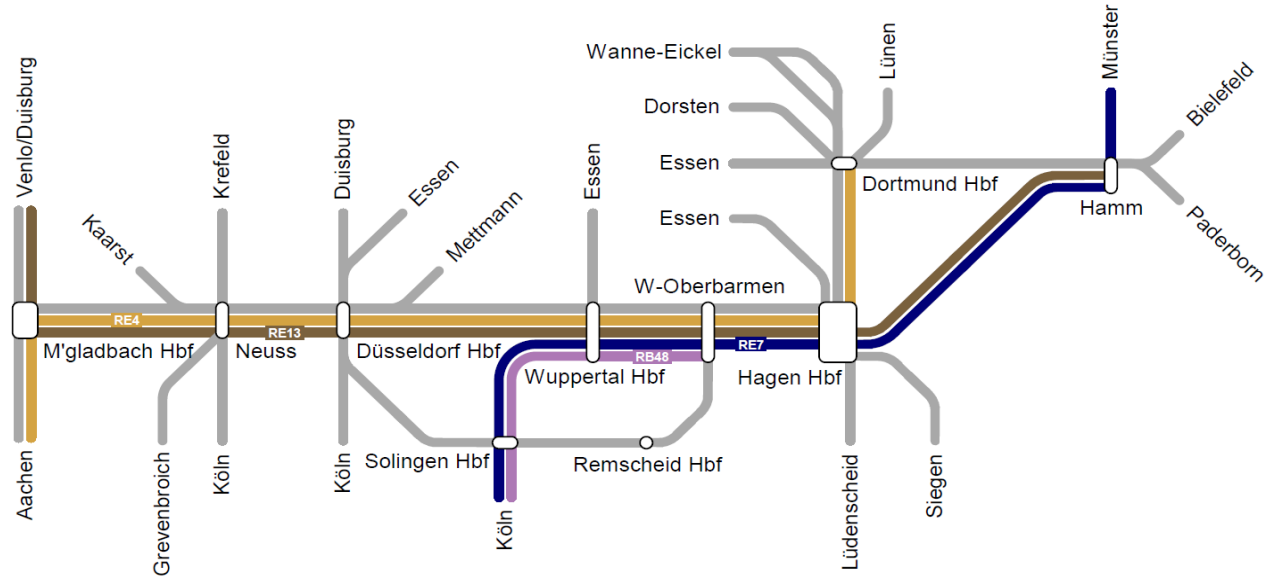 Wanne-Eickel
Lünen
Münster
Bielefeld
Dorsten
Venlo/Duisburg
Krefeld
Duisburg
Essen
Essen
Essen
Dortmund Hbf
Kaarst
Mettmann
Essen
Hamm
Paderborn
W-Oberbarmen
RE4
RE13
M'gladbach Hbf
Neuss
Düsseldorf Hbf
RE7
RB48
Wuppertal Hbf
Hagen Hbf
Solingen Hbf
Remscheid Hbf
Aachen
Grevenbroich
Köln
Köln
Köln
Lüdenscheid
Siegen